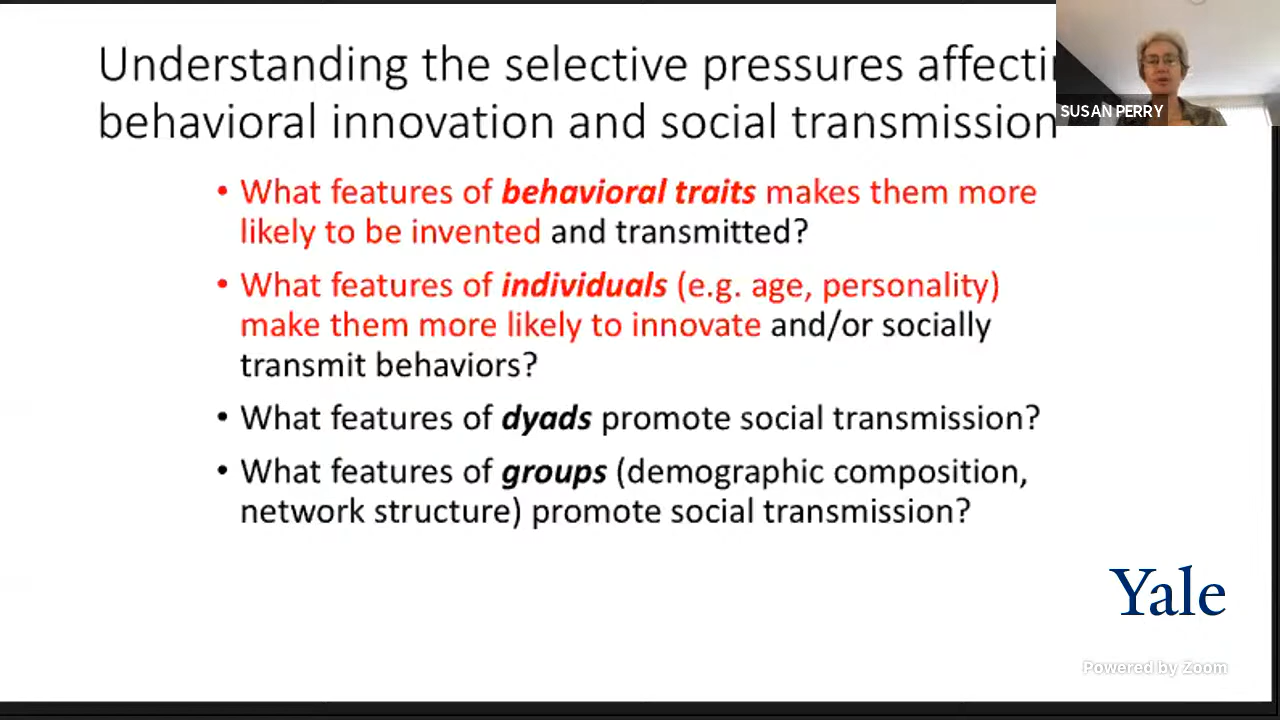 Understanding the selective pressures affecti
behavioral innovation and social transmission
SUSAN PERRY
• What features of behavioral traits makes them more
likely to be invented and transmitted?
• What features of individuals (e.g. age, personality)
make them more likely to innovate and/or socially
transmit behaviors?
• What features of dyads promote social transmission?
• What features of groups (demographic composition,
network structure) promote social transmission?
Yale
Powered by Zoom